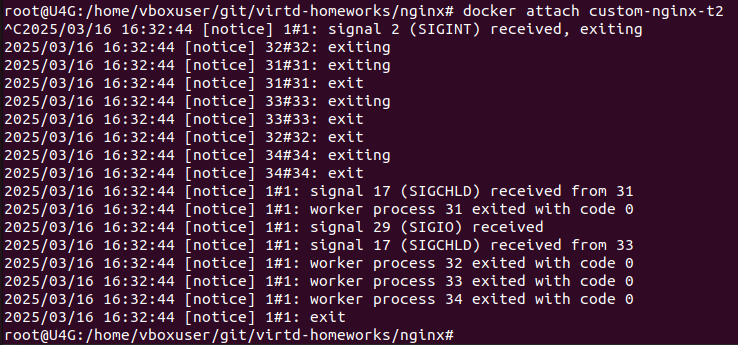 root@U4G:/home/vboxuser/git/virtd-homeworks/nginx# docker attach custom-nginx-t2
^C2025/03/16 16:32:44 [notice] 1#1: signal 2 (SIGINT) received, exiting
2025/03/16 16:32:44 [notice] 32#32: exiting
2025/03/16 16:32:44 [notice] 31#31: exiting
2025/03/16 16:32:44 [notice] 31#31: exit
2025/03/16 16:32:44 [notice] 33#33: exiting
2025/03/16 16:32:44 [notice] 33#33: exit
2025/03/16 16:32:44 [notice] 32#32: exit
2025/03/16 16:32:44 [notice] 34#34: exiting
2025/03/16 16:32:44 [notice] 34#34: exit
2025/03/16 16:32:44 [notice] 1#1: signal 17 (SIGCHLD) received from 31
2025/03/16 16:32:44 [notice] 1#1: worker process 31 exited with code 0
2025/03/16 16:32:44 [notice] 1#1: signal 29 (SIGIO) received
2025/03/16 16:32:44 [notice] 1#1: signal 17 (SIGCHLD) received from 33
2025/03/16 16:32:44 [notice] 1#1: worker process 32 exited with code 0
2025/03/16 16:32:44 [notice] 1#1: worker process 33 exited with code 0
2025/03/16 16:32:44 [notice] 1#1: worker process 34 exited with code 0
2025/03/16 16:32:44 [notice] 1#1: exit
root@U4G:/home/vboxuser/git/virtd-homeworks/nginx#